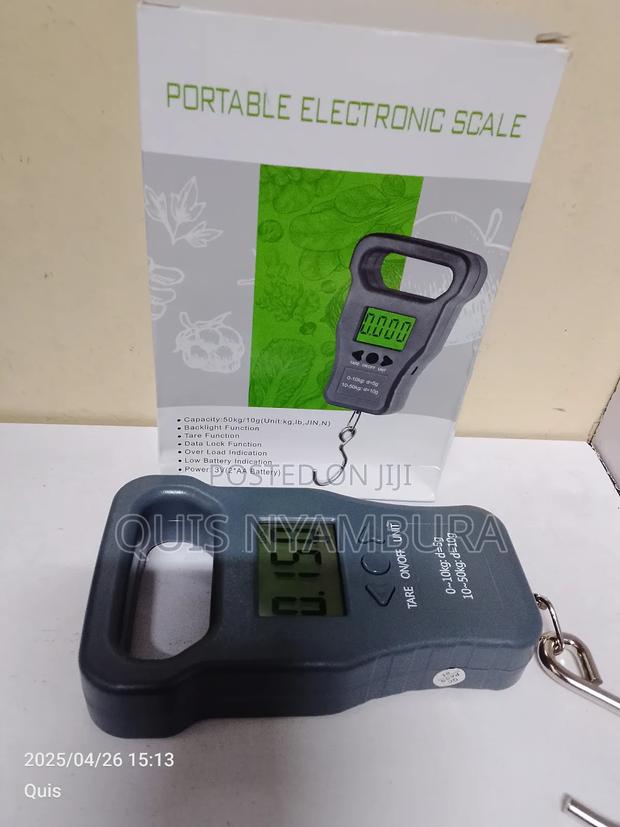 PORTABLE ELECTRONIC SCALE
0.000
TARE ON/OFF UNIT
0-10kg: d=5g
10-50kg: d=10g
• Capacity:50kg/10g(Unit:kg,lb,JIN,N)
• Backlight Function
• Tare Function
• Data Lock Function
• Over Load Indication
• Low Battery Indication
• Power: 3V(2*AA Battery)
POSTED ON JIJI
QUIS NYAMBURA
0.150
TARE ON/OFF UNIT
0~10kg: d=5g
10~50kg: d=10g
2025/04/26 15:13
Quis